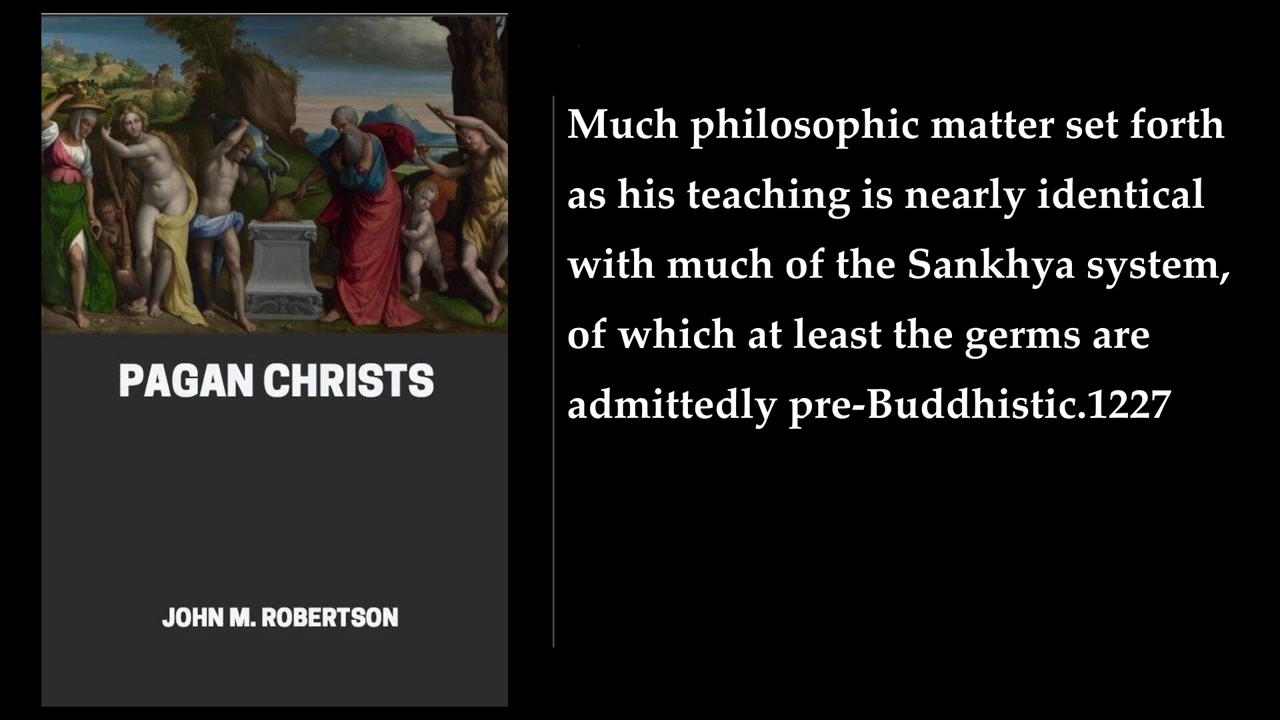 PAGAN CHRISTS
JOHN M. ROBERTSON
Much philosophic matter set forth
as his teaching is nearly identical
with much of the Sankhya system,
of which at least the germs are
admittedly pre-Buddhistic.1227